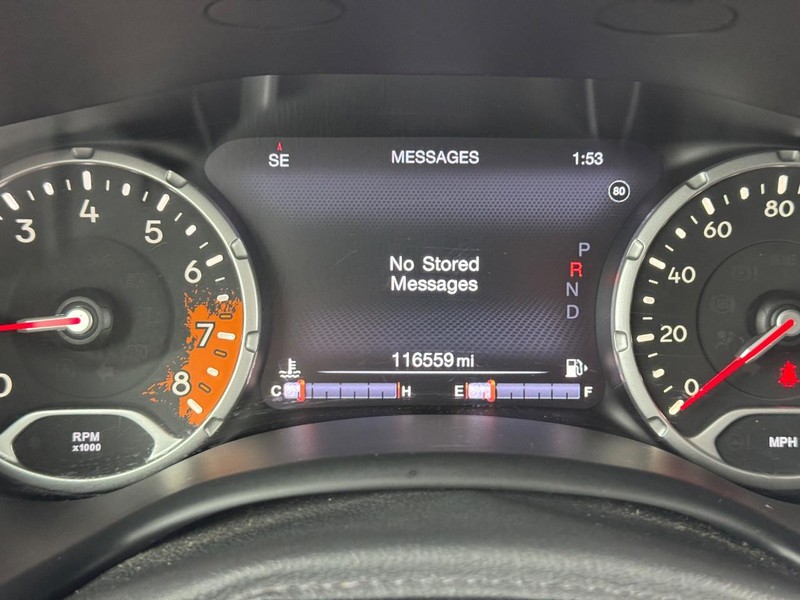 SE MESSAGES 1:53
80
No Stored
Messages
P
R
N
D
116559 mi
C H E F
0 3 4 5 6 7 8
RPM
x1000
0 20 40 60 80
MPH